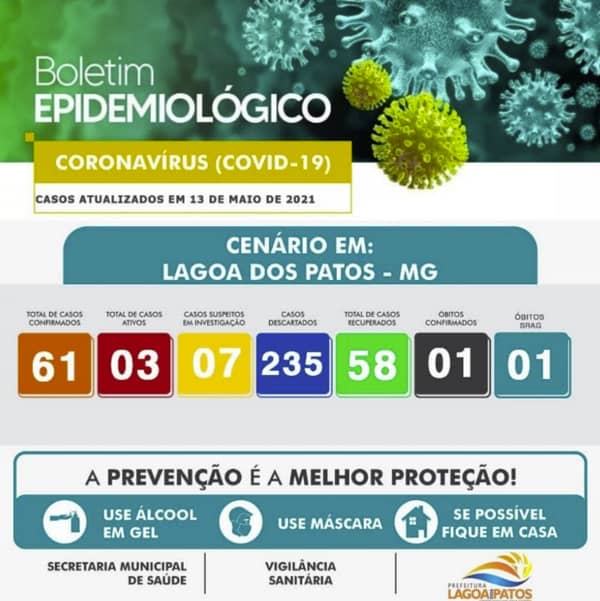 Boletim
EPIDEMIOLÓGICO
CORONAVÍRUS (COVID-19)
CASOS ATUALIZADOS EM 13 DE MAIO DE 2021
CENÁRIO EM:
LAGOA DOS PATOS - MG
TOTAL DE CASOS
CONFIRMADOS
61
TOTAL DE CASOS
ATIVOS
03
CASOS SUSPEITOS
EM INVESTIGAÇÃO
07
CASOS
DESCARTADOS
235
TOTAL DE CASOS
RECUPERADOS
58
ÓBITOS
CONFIRMADOS
01
ÓBITOS
SRAG
01
A PREVENÇÃO É A MELHOR PROTEÇÃO!
USE ÁLCOOL
EM GEL
USE MÁSCARA
SE POSSÍVEL
FIQUE EM CASA
SECRETARIA MUNICIPAL
DE SAÚDE
VIGILÂNCIA
SANITÁRIA
PREFEITURA
LAGOA DOS PATOS